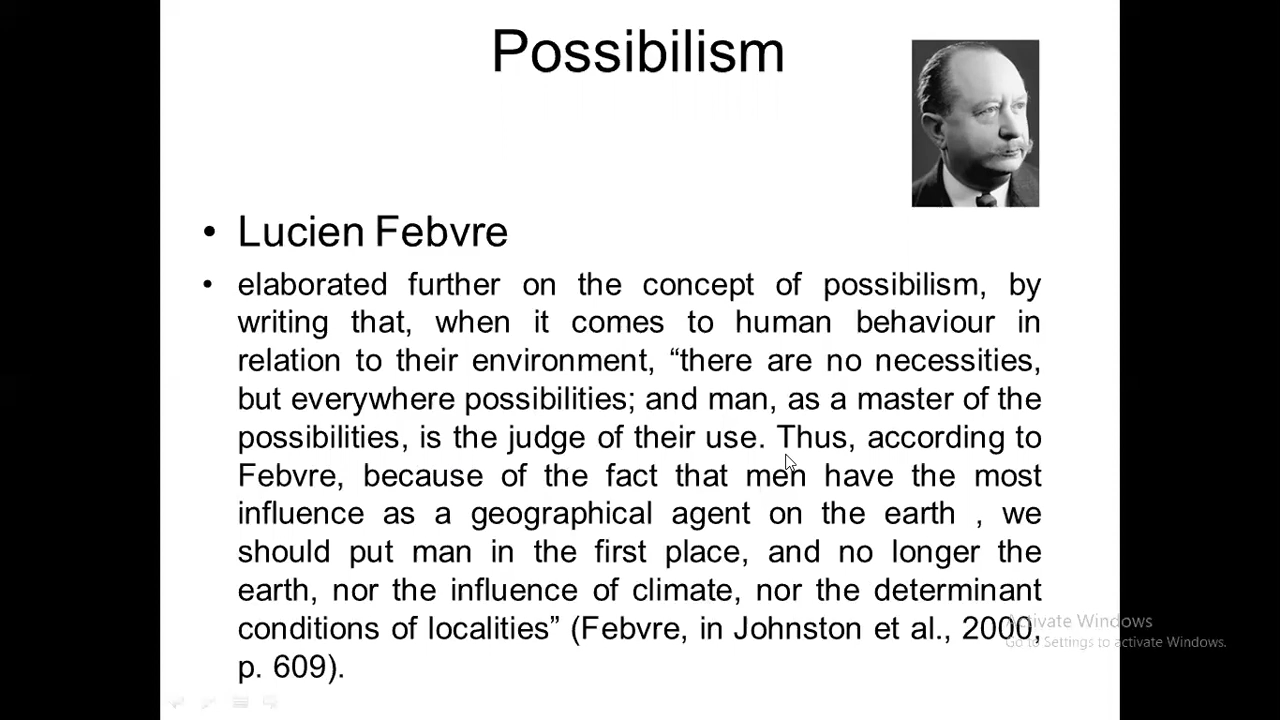 Possibilism
• Lucien Febvre
• elaborated further on the concept of possibilism, by
writing that, when it comes to human behaviour in
relation to their environment, “there are no necessities,
but everywhere possibilities; and man, as a master of the
possibilities, is the judge of their use. Thus, according to
Febvre, because of the fact that men have the most
influence as a geographical agent on the earth , we
should put man in the first place, and no longer the
earth, nor the influence of climate, nor the determinant
conditions of localities” (Febvre, in Johnston et al., 2000,
p. 609).
Activate Windows
Go to Settings to activate Windows.